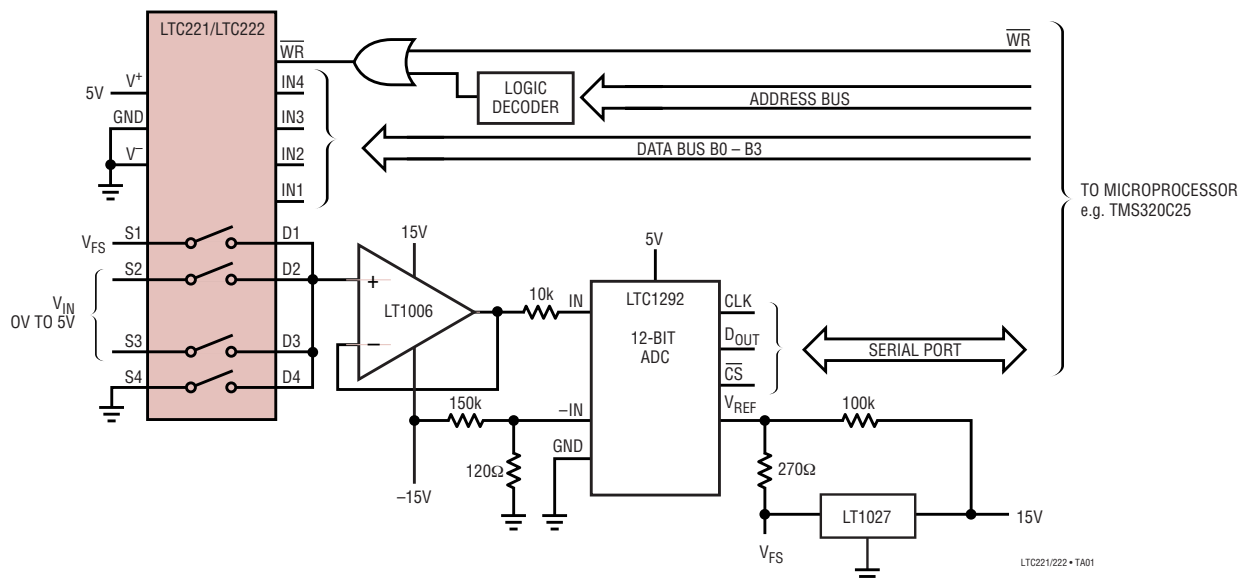 LTC221/LTC222
WR
WR
V+
5V
IN4
LOGIC
DECODER
ADDRESS BUS
GND
IN3
DATA BUS B0 – B3
V–
IN2
IN1
TO MICROPROCESSOR
e.g. TMS320C25
VFS
S1
D1
15V
5V
S2
D2
+
10k
IN
LTC1292
CLK
VIN
0V TO 5V
LT1006
12-BIT
ADC
DOUT
SERIAL PORT
S3
D3
–
CS
S4
D4
150k
–IN
VREF
100k
GND
120Ω
270Ω
–15V
LT1027
15V
VFS
LTC221/222 • TA01